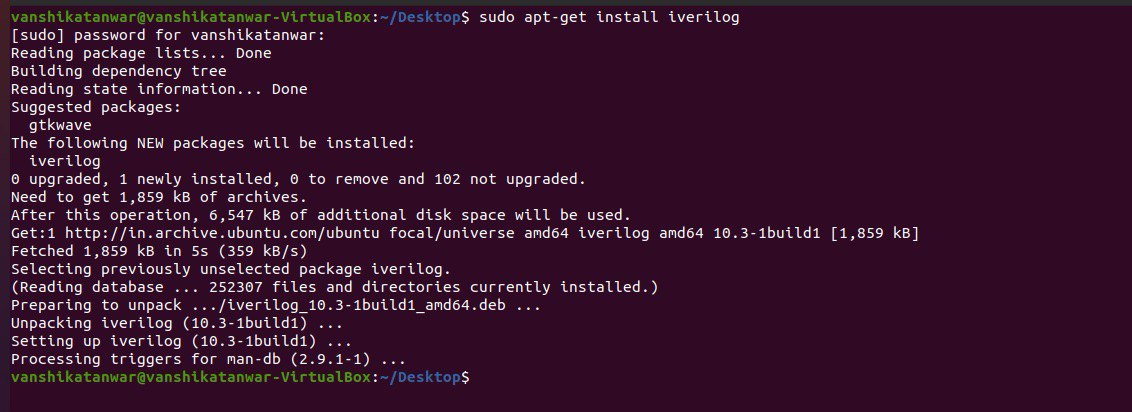 vanshikatanwar@vanshikatanwar-VirtualBox:~/Desktop$ sudo apt-get install iverilog
[sudo] password for vanshikatanwar:
Reading package lists... Done
Building dependency tree
Reading state information... Done
Suggested packages:
  gtkwave
The following NEW packages will be installed:
  iverilog
0 upgraded, 1 newly installed, 0 to remove and 102 not upgraded.
Need to get 1,859 kB of archives.
After this operation, 6,547 kB of additional disk space will be used.
Get:1 http://in.archive.ubuntu.com/ubuntu focal/universe amd64 iverilog amd64 10.3-1build1 [1,859 kB]
Fetched 1,859 kB in 5s (359 kB/s)
Selecting previously unselected package iverilog.
(Reading database ... 252307 files and directories currently installed.)
Preparing to unpack .../iverilog_10.3-1build1_amd64.deb ...
Unpacking iverilog (10.3-1build1) ...
Setting up iverilog (10.3-1build1) ...
Processing triggers for man-db (2.9.1-1) ...
vanshikatanwar@vanshikatanwar-VirtualBox:~/Desktop$